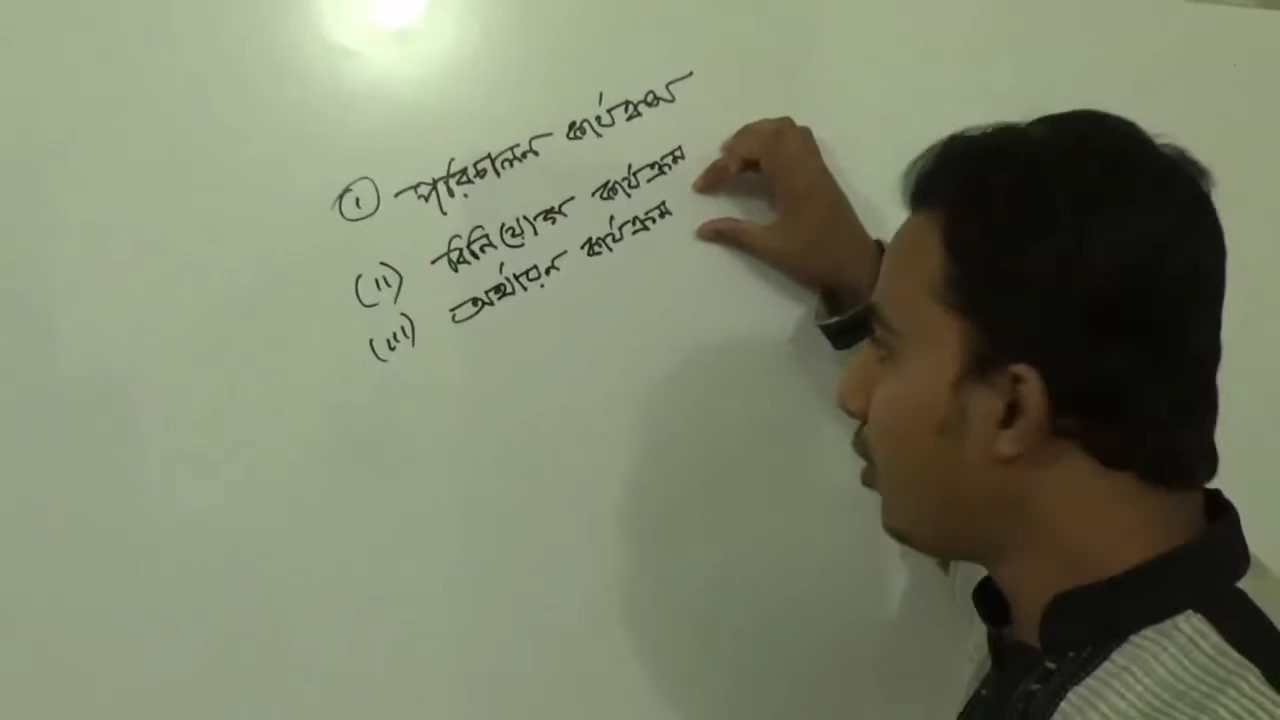 (i) পরিচালন কার্যক্রম
(ii) বিনিয়োগ কার্যক্রম
(iii) অর্থায়ন কার্যক্রম